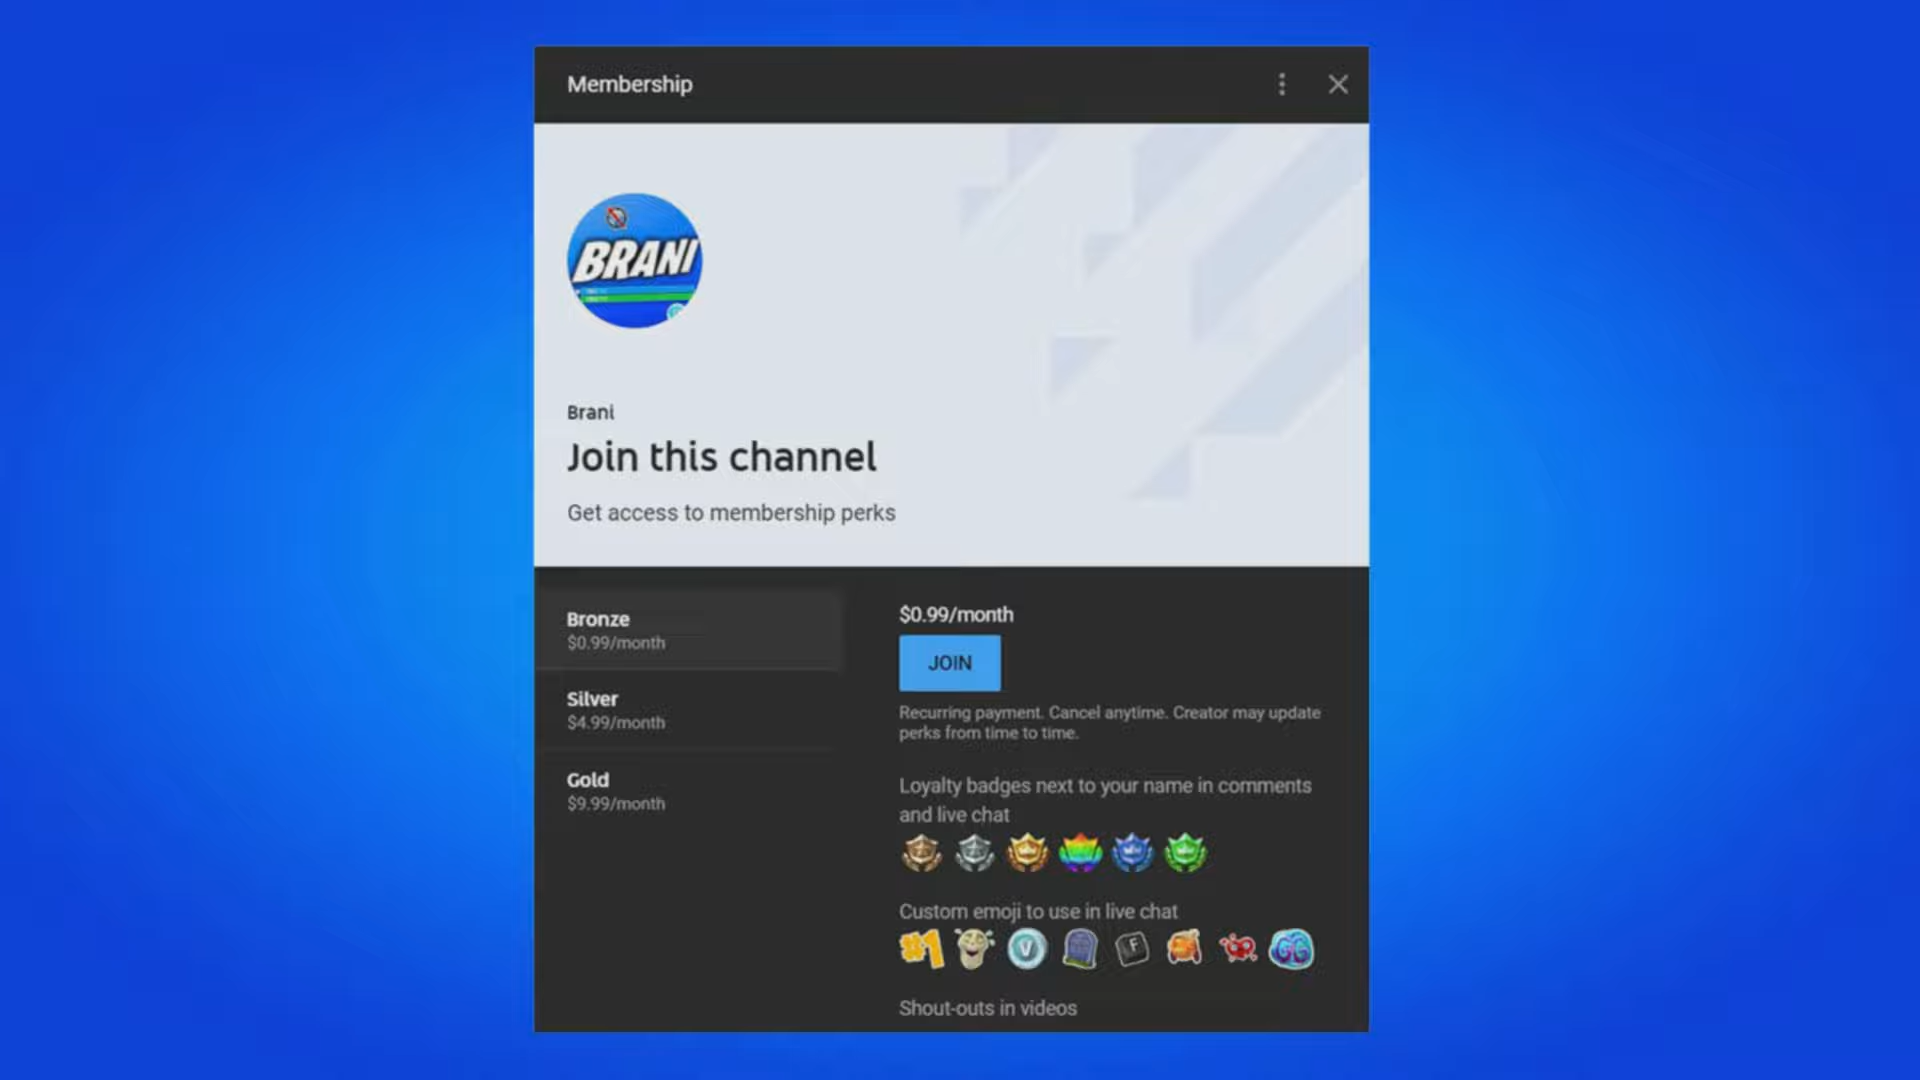 Membership
BRANI
Brani
Join this channel
Get access to membership perks
Bronze
$0.99/month
Silver
$4.99/month
Gold
$9.99/month
$0.99/month
JOIN
Recurring payment. Cancel anytime. Creator may update
perks from time to time.
Loyalty badges next to your name in comments
and live chat
Custom emoji to use in live chat
#1 V F GG
Shout-outs in videos